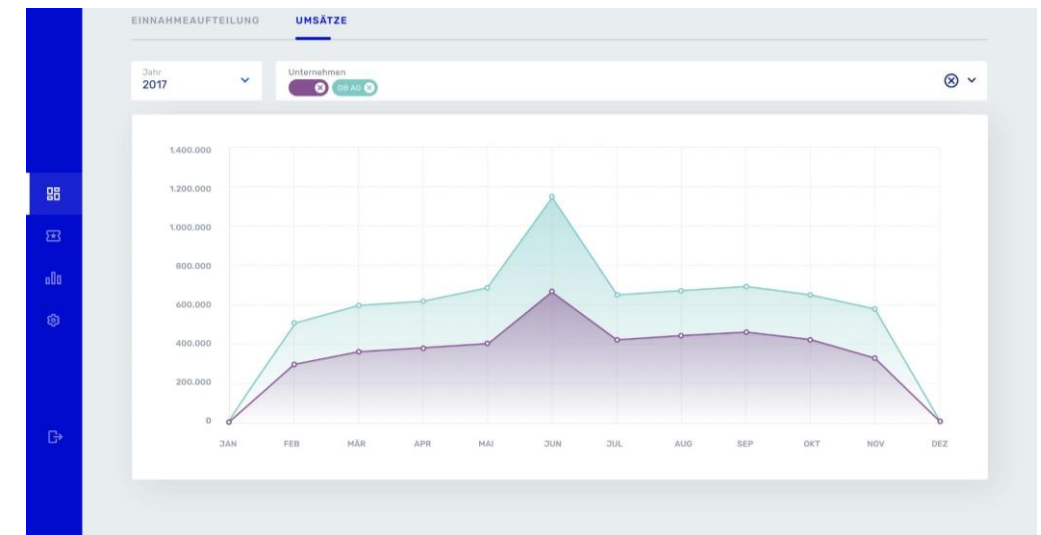 EINNAHMEAUFTEILUNG UMSÄTZE
Jahr
2017
Unternehmen
DB AG
1.400.000
1.200.000
1.000.000
800.000
600.000
400.000
200.000
0
JAN FEB MÄR APR MAI JUN JUL AUG SEP OKT NOV DEZ